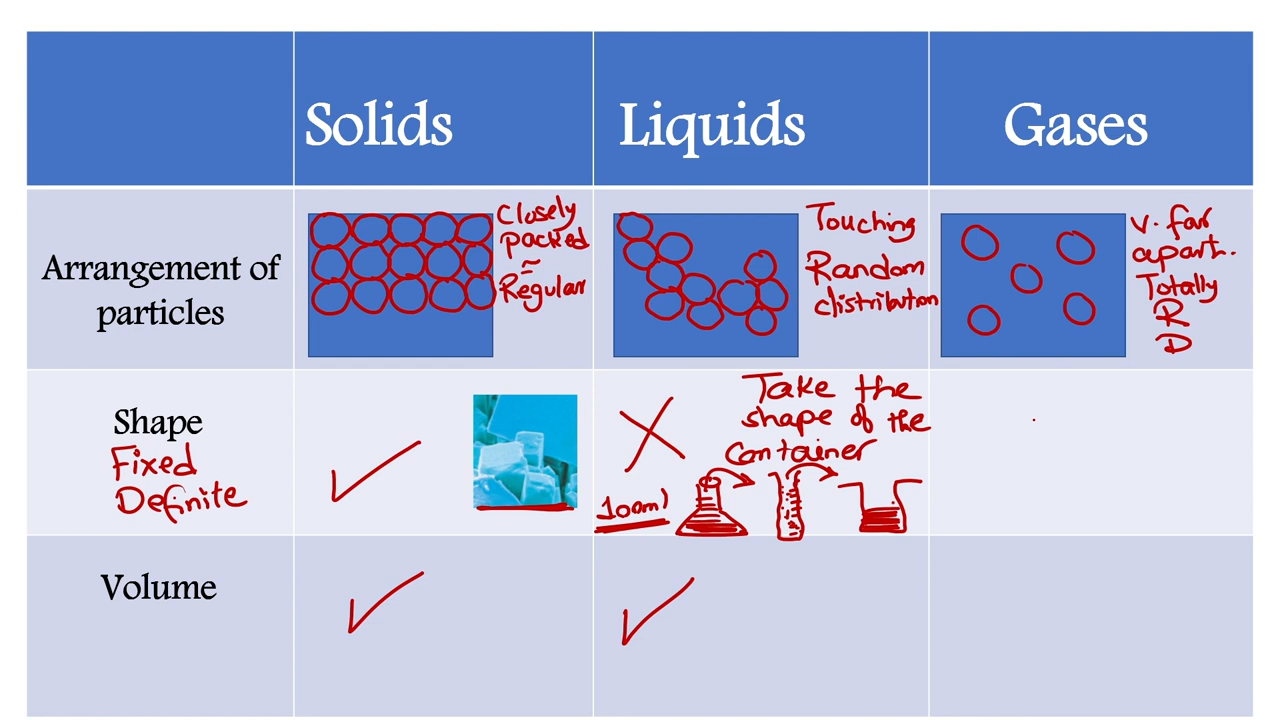 Solids
Liquids
Gases
Arrangement of
particles
Closely
packed
Regular
Touching
Random
distribution
v. far
apart.
Totally
R
D
Shape
Fixed
Definite
Take the
shape of the
container
100ml
Volume